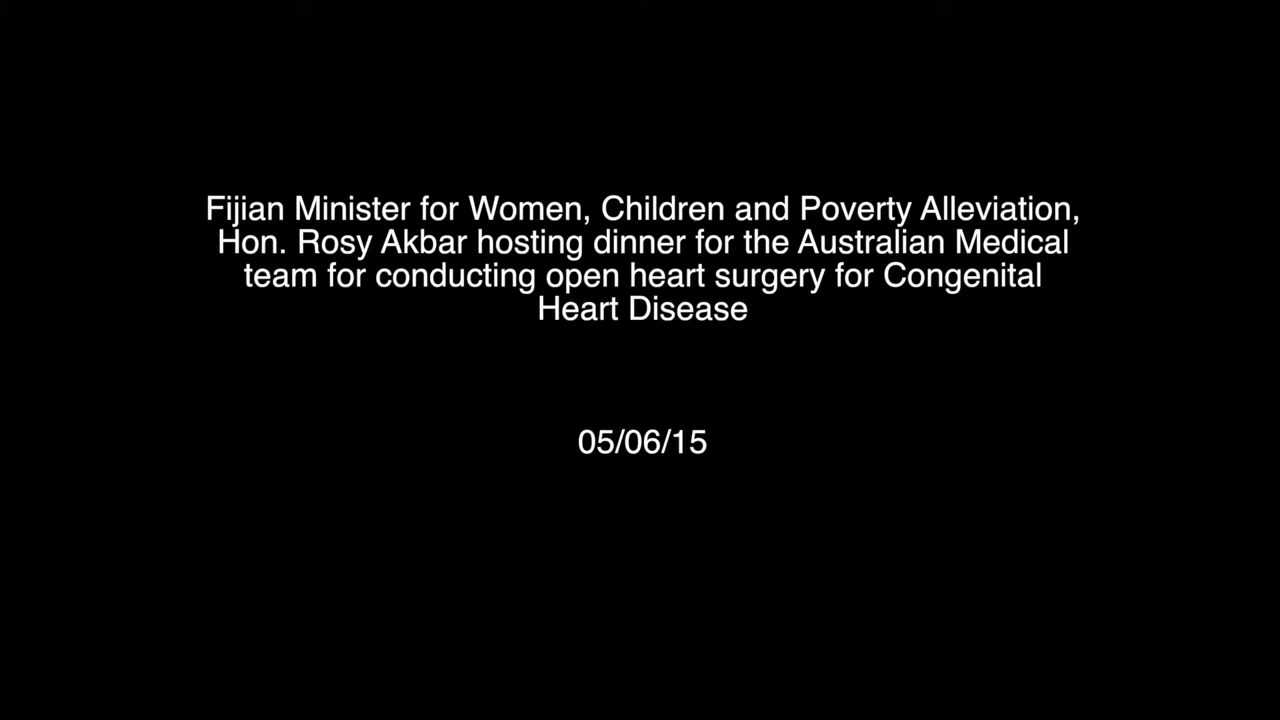 Fijian Minister for Women, Children and Poverty Alleviation,
Hon. Rosy Akbar hosting dinner for the Australian Medical
team for conducting open heart surgery for Congenital
Heart Disease
05/06/15